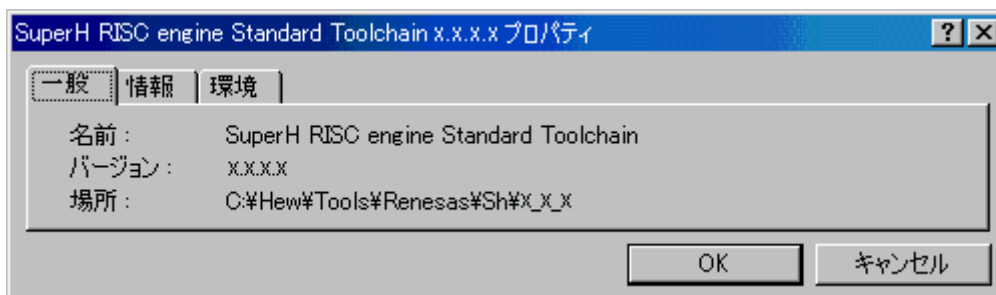 SuperH RISC engine Standard Toolchain x.x.x.x プロパティ
一般 情報 環境
名前 : SuperH RISC engine Standard Toolchain
バージョン : x.x.x.x
場所 : C:¥Hew¥Tools¥Renesas¥Sh¥x_x_x
OK キャンセル